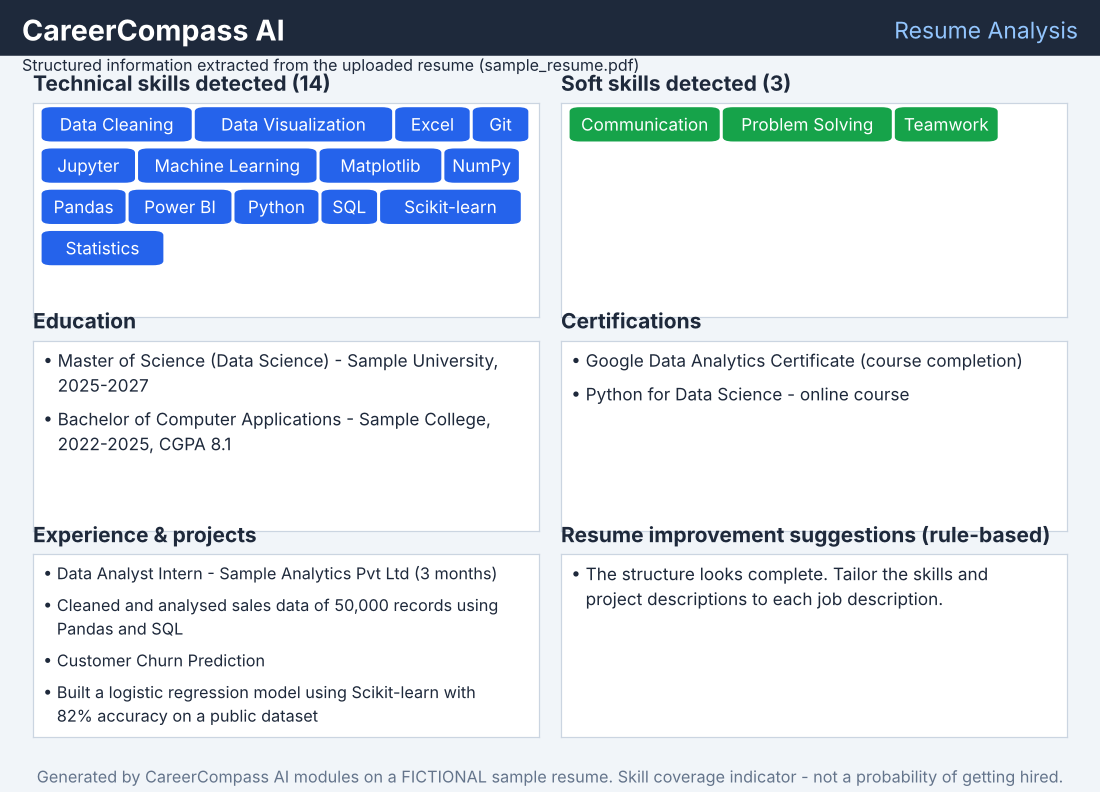 CareerCompass AI
Resume Analysis
Structured information extracted from the uploaded resume (sample_resume.pdf)
Technical skills detected (14)
Data Cleaning Data Visualization Excel Git
Jupyter Machine Learning Matplotlib NumPy
Pandas Power BI Python SQL Scikit-learn
Statistics
Soft skills detected (3)
Communication Problem Solving Teamwork
Education
• Master of Science (Data Science) - Sample University,
2025-2027
• Bachelor of Computer Applications - Sample College,
2022-2025, CGPA 8.1
Certifications
• Google Data Analytics Certificate (course completion)
• Python for Data Science - online course
Experience & projects
• Data Analyst Intern - Sample Analytics Pvt Ltd (3 months)
• Cleaned and analysed sales data of 50,000 records using
Pandas and SQL
• Customer Churn Prediction
• Built a logistic regression model using Scikit-learn with
82% accuracy on a public dataset
Resume improvement suggestions (rule-based)
• The structure looks complete. Tailor the skills and
project descriptions to each job description.
Generated by CareerCompass AI modules on a FICTIONAL sample resume. Skill coverage indicator - not a probability of getting hired.